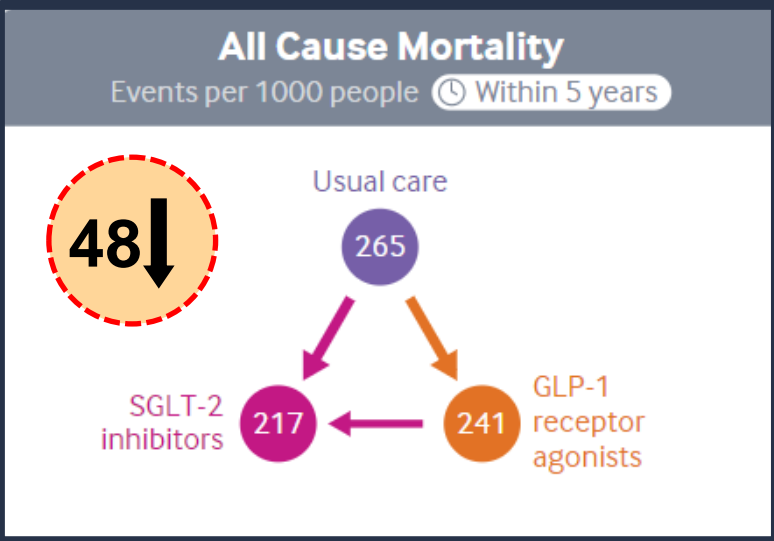 All Cause Mortality
Events per 1000 people Within 5 years
48
Usual care
265
SGLT-2
inhibitors
217
241
GLP-1
receptor
agonists